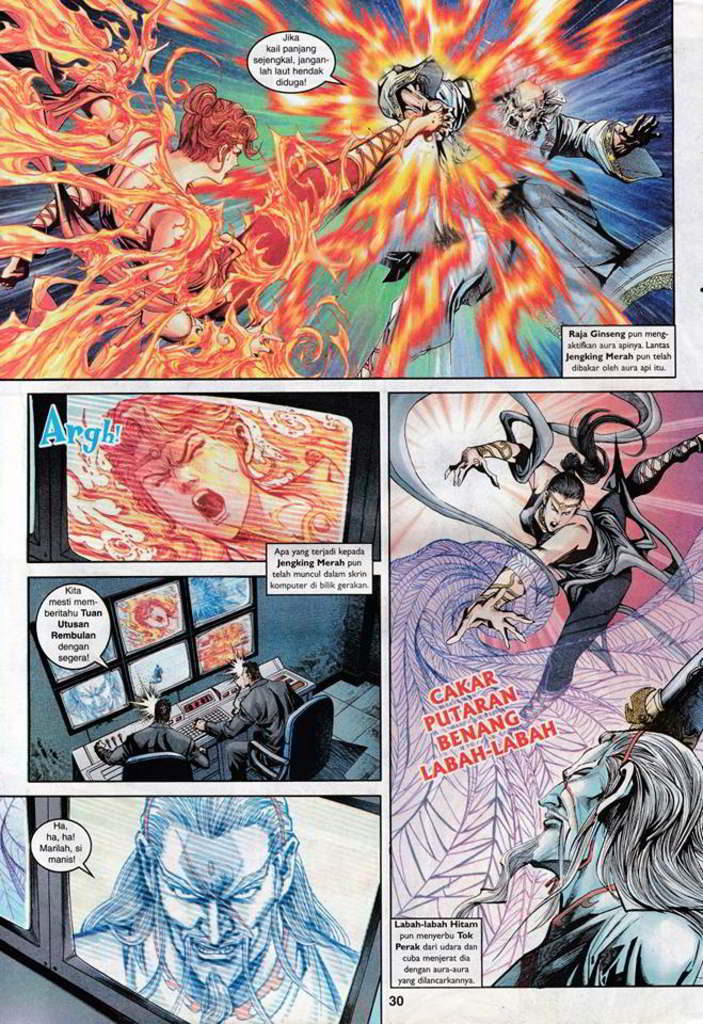 Jika
kail panjang
sejengkal, jangan-
lah laut hendak
diduga!
Raja Ginseng pun meng-
aktifkan aura apinya. Lantas
Jengking Merah pun telah
dibakar oleh aura api itu.
Argh!
Apa yang terjadi kepada
Jengking Merah pun
telah muncul dalam skrin
komputer di bilik gerakan.
Kita
mesti mem-
beritahu Tuan
Utusan
Rembulan
dengan
segera!
Ha,
ha, ha!
Marilah, si
manis!
CAKAR
PUTARAN
BENANG
LABAH-LABAH
Labah-labah Hitam
pun menyerbu Tok
Perak dari udara dan
cuba menjerat dia
dengan aura-aura
yang dilancarkannya.
30